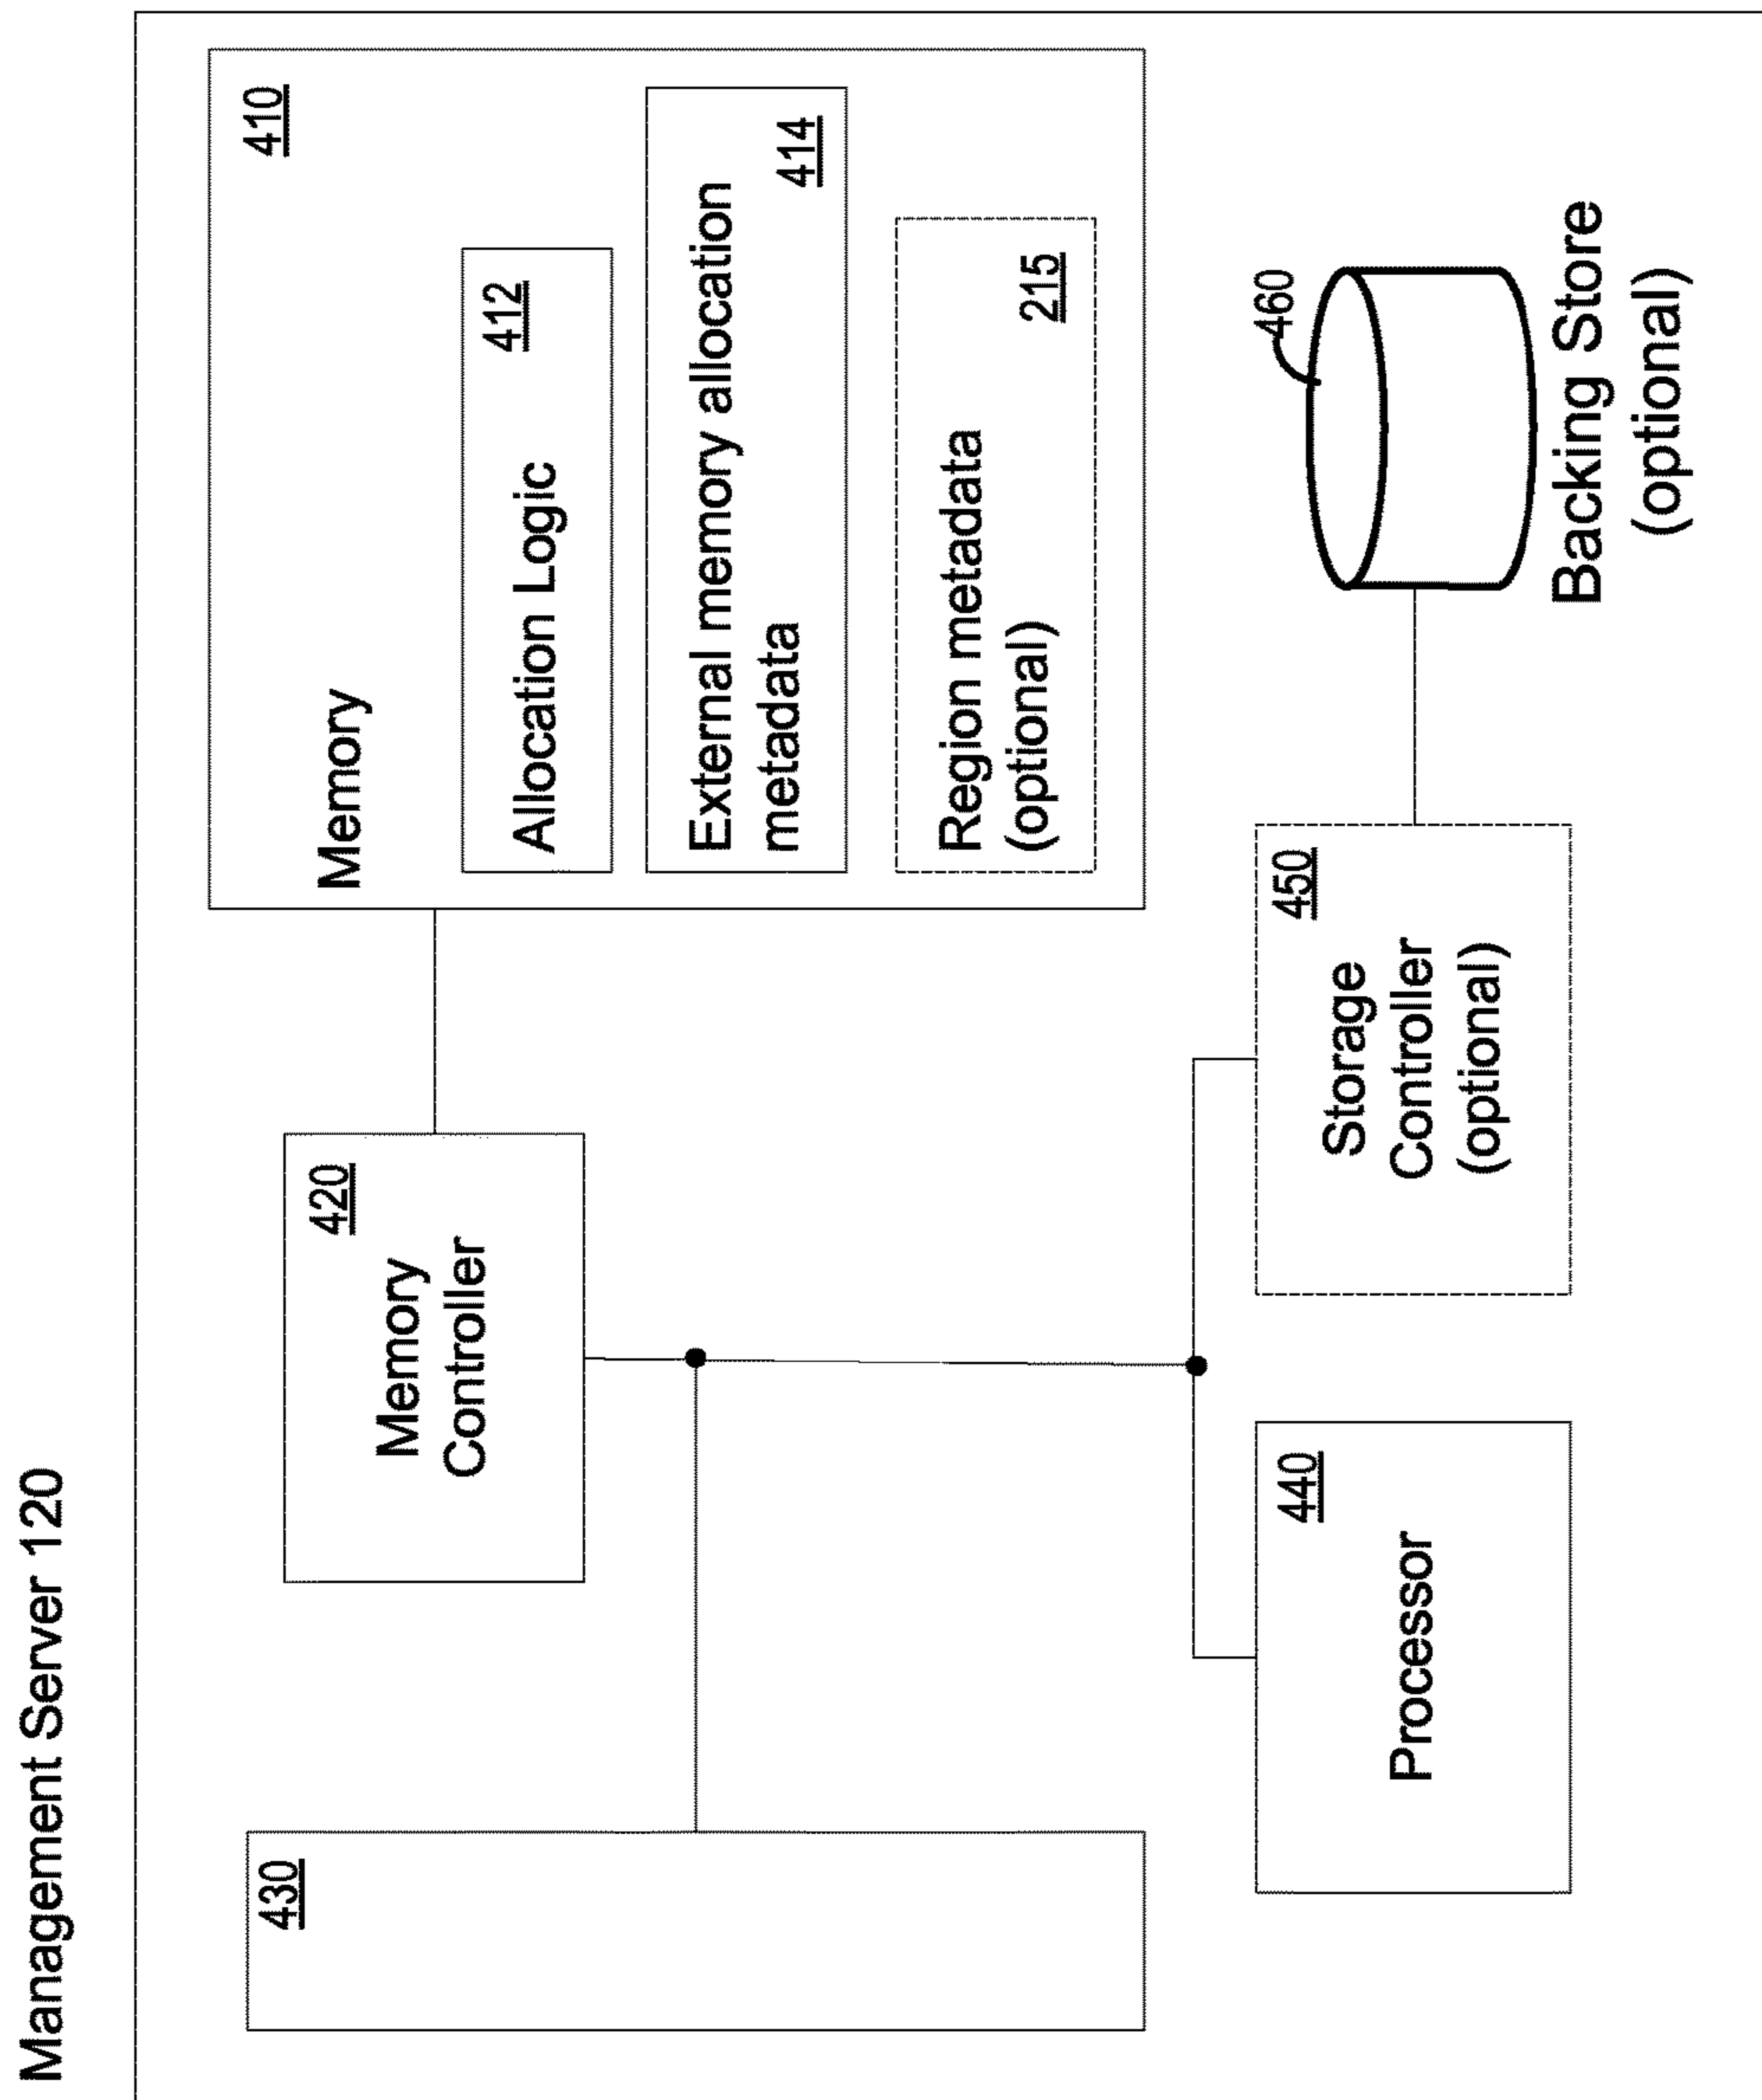 Management Server 120
430
420
Memory
Controller
410
Memory
412
Allocation Logic
External memory allocation
metadata
414
Region metadata
(optional)
215
440
Processor
450
Storage
Controller
(optional)
460
Backing Store
(optional)